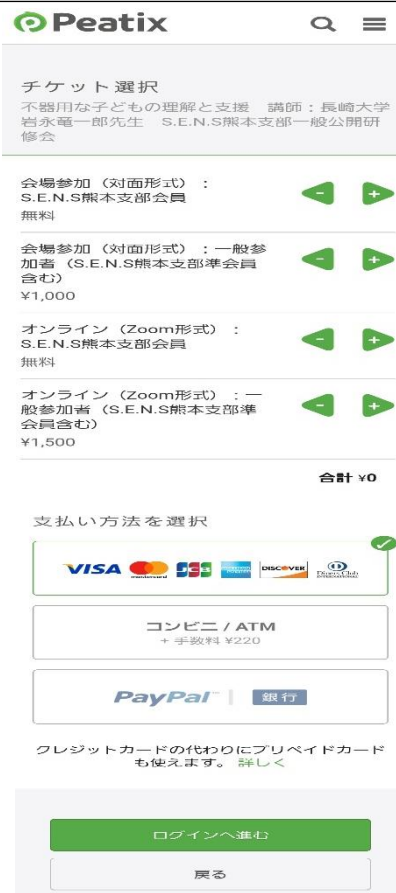 Peatix
チケット選択
不器用な子どもの理解と支援　講師：長崎大学
岩永竜一郎先生　S.E.N.S熊本支部一般公開研
修会
会場参加（対面形式）：
S.E.N.S熊本支部会員
無料
- +
会場参加（対面形式）：一般参
加者（S.E.N.S熊本支部準会員
含む）
¥1,000
- +
オンライン（Zoom形式）：
S.E.N.S熊本支部会員
無料
- +
オンライン（Zoom形式）：一
般参加者（S.E.N.S熊本支部準
会員含む）
¥1,500
- +
合計 ¥0
支払い方法を選択
VISA mastercard JCB DISCOVER Diners Club INTERNATIONAL
コンビニ / ATM
+ 手数料 ¥220
PayPal | 銀行
クレジットカードの代わりにプリペイドカード
も使えます。 詳しく
ログインへ進む
戻る